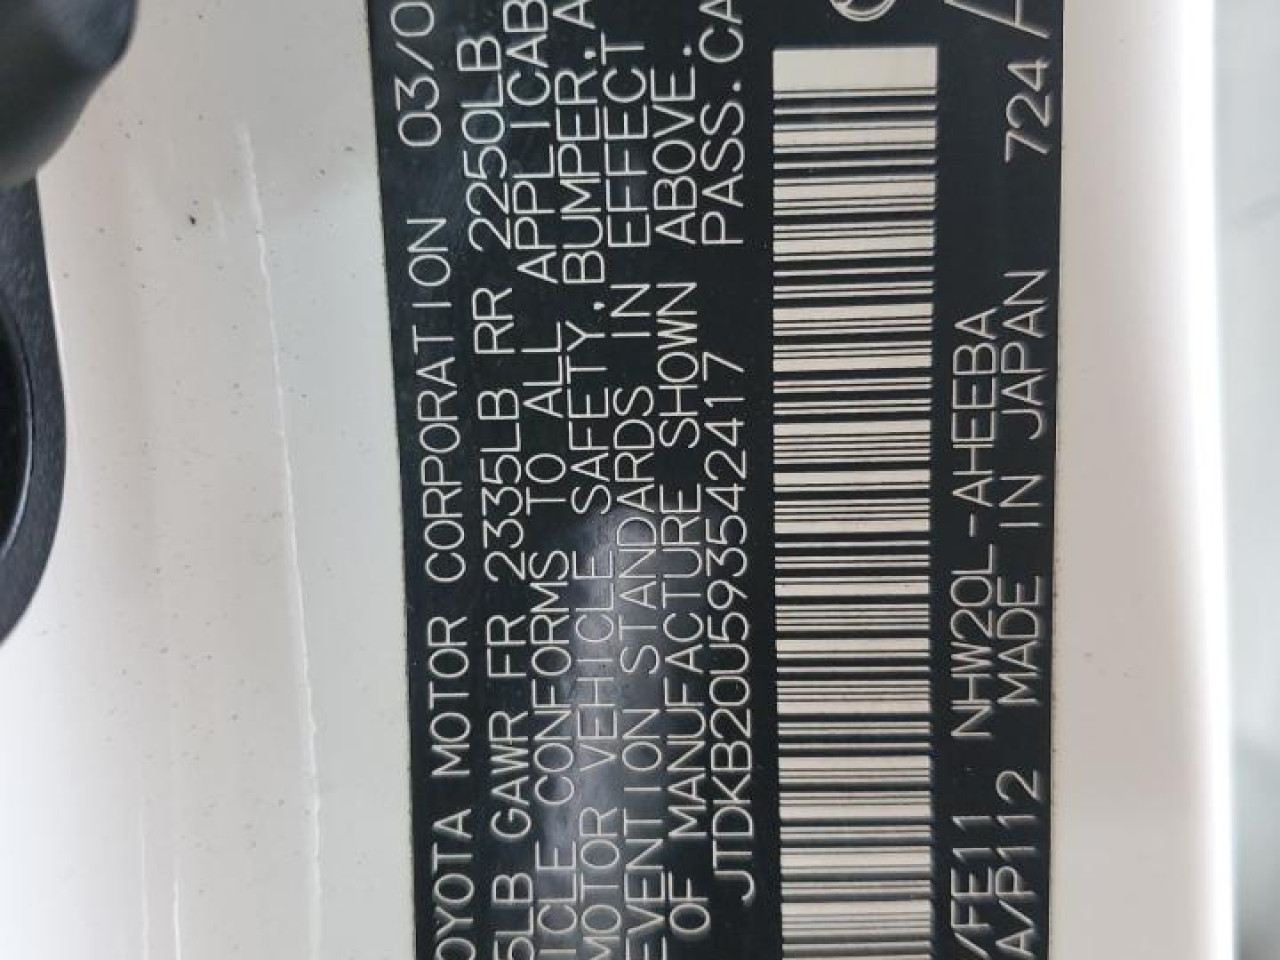 OYOTA MOTOR CORPORATION 03/0
5LB GAWR FR 2335LB RR 2250LB
ICLE CONFORMS TO ALL APPLICAB
MOTOR VEHICLE SAFETY, BUMPER, A
EVENTION STANDARDS IN EFFECT
OF MANUFACTURE SHOWN ABOVE.
JTDKB20U593542417 PASS.CA
/FE11 NHW20L-AHEEBA
A/P112 MADE IN JAPAN 724 A